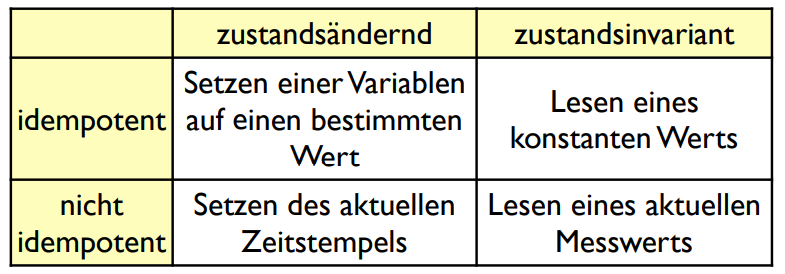 zustandsändernd zustandsinvariant
idempotent
Setzen einer Variablen
auf einen bestimmten
Wert
Lesen eines
konstanten Werts
nicht
idempotent
Setzen des aktuellen
Zeitstempels
Lesen eines aktuellen
Messwerts